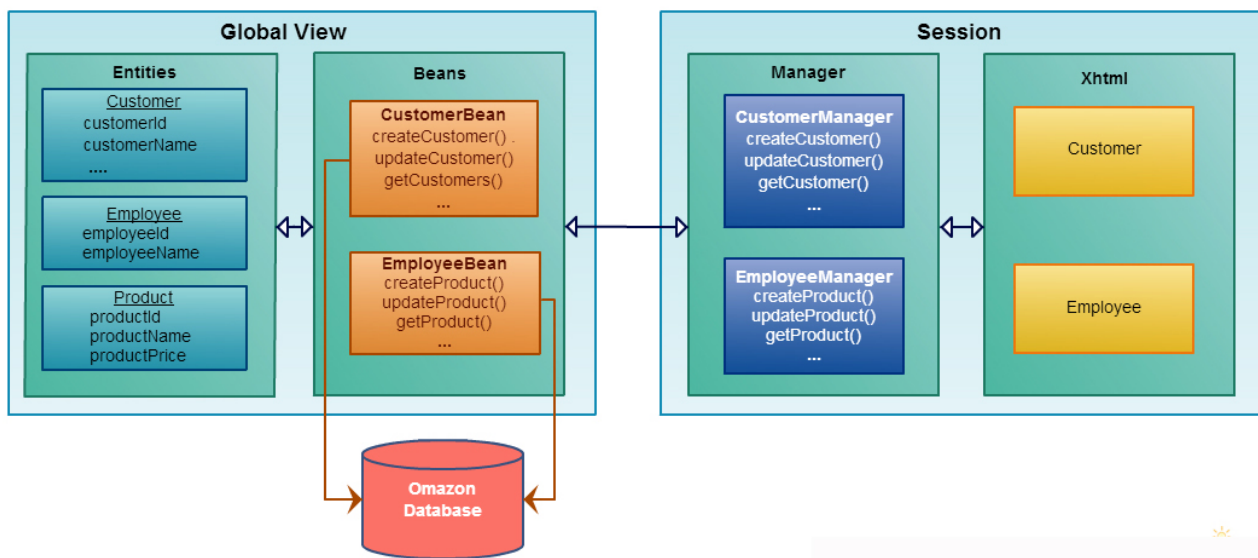 Global View
Entities
Customer
customerId
customerName
....
Employee
employeeId
employeeName
Product
productId
productName
productPrice
Beans
CustomerBean
createCustomer() .
updateCustomer()
getCustomers()
...
EmployeeBean
createProduct()
updateProduct()
getProduct()
...
Omazon
Database
Session
Manager
CustomerManager
createCustomer()
updateCustomer()
getCustomer()
...
EmployeeManager
createProduct()
updateProduct()
getProduct()
...
Xhtml
Customer
Employee